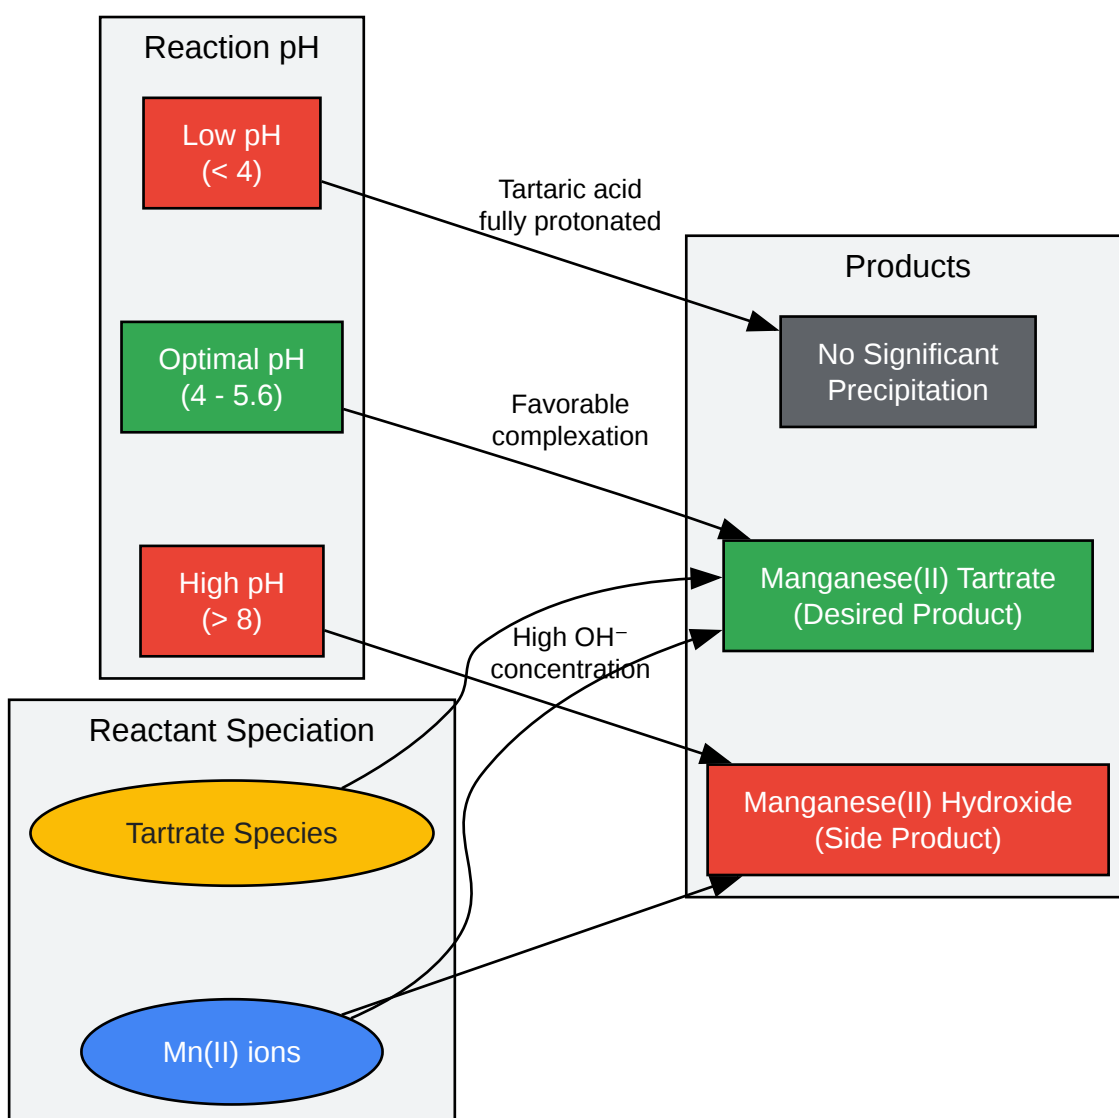 Reaction pH
Low pH
(< 4)
Tartaric acid
fully protonated
Products
No Significant
Precipitation
Optimal pH
(4 - 5.6)
Favorable
complexation
High pH
(> 8)
High OH⁻
concentration
Manganese(II) Tartrate
(Desired Product)
Reactant Speciation
Tartrate Species
Manganese(II) Hydroxide
(Side Product)
Mn(II) ions